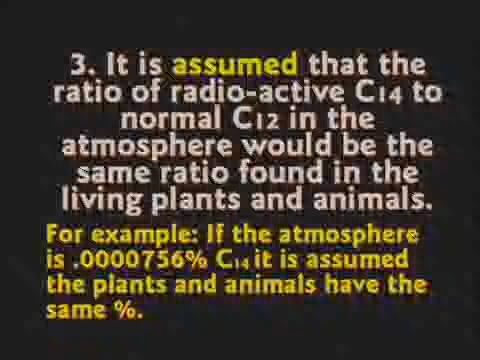 3. It is assumed that the
ratio of radio-active C14 to
normal C12 in the
atmosphere would be the
same ratio found in the
living plants and animals.
For example: If the atmosphere
is .0000756% C14 it is assumed
the plants and animals have the
same %.